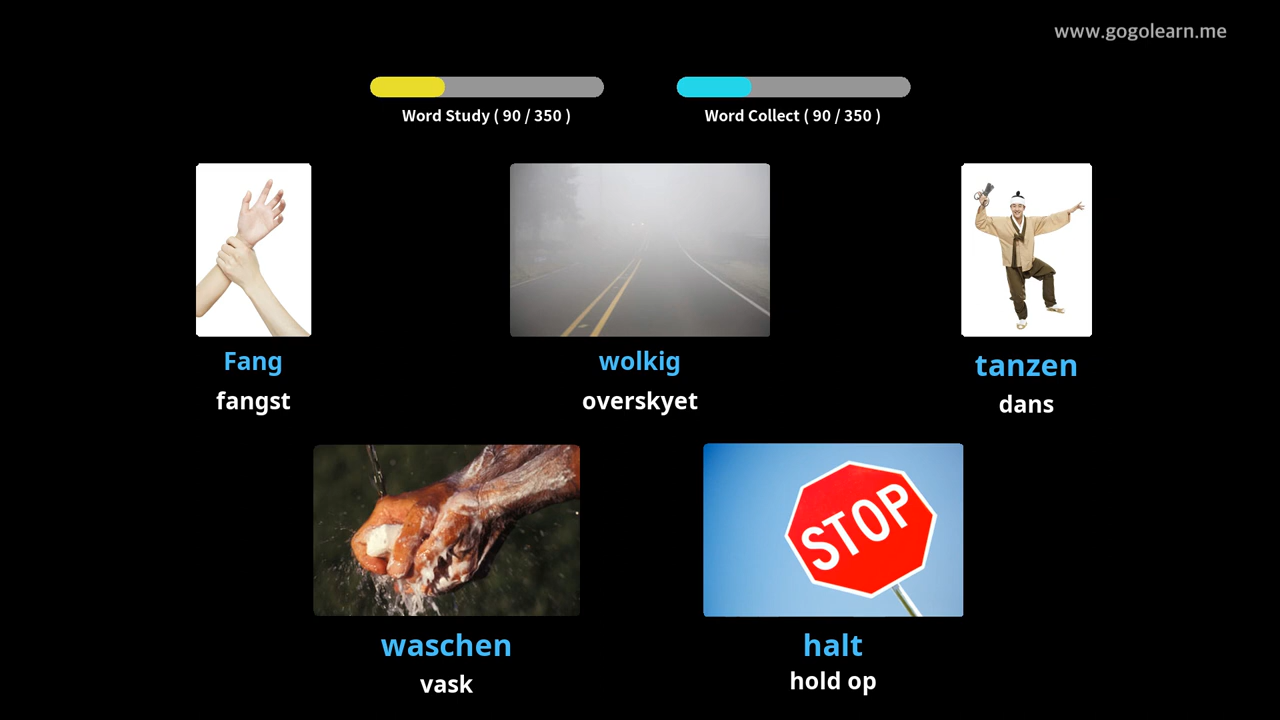 www.gogolearn.me
Word Study ( 90 / 350 )
Word Collect ( 90 / 350 )
Fang
fangst
wolkig
overskyet
tanzen
dans
STOP
waschen
vask
halt
hold op